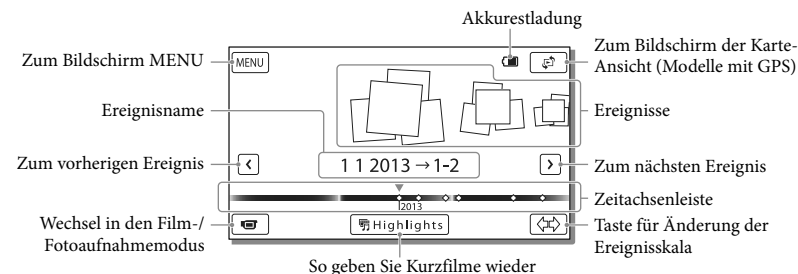 Akkurestladung
Zum Bildschirm MENU
Zum Bildschirm der Karte-
Ansicht (Modelle mit GPS)
MENU
Ereignisname
Ereignisse
Zum vorherigen Ereignis
1 1 2013 → 1-2
Zum nächsten Ereignis
Zeitachsenleiste
2013
Wechsel in den Film-/
Fotoaufnahmemodus
Highlights
Taste für Änderung der
Ereignisskala
So geben Sie Kurzfilme wieder